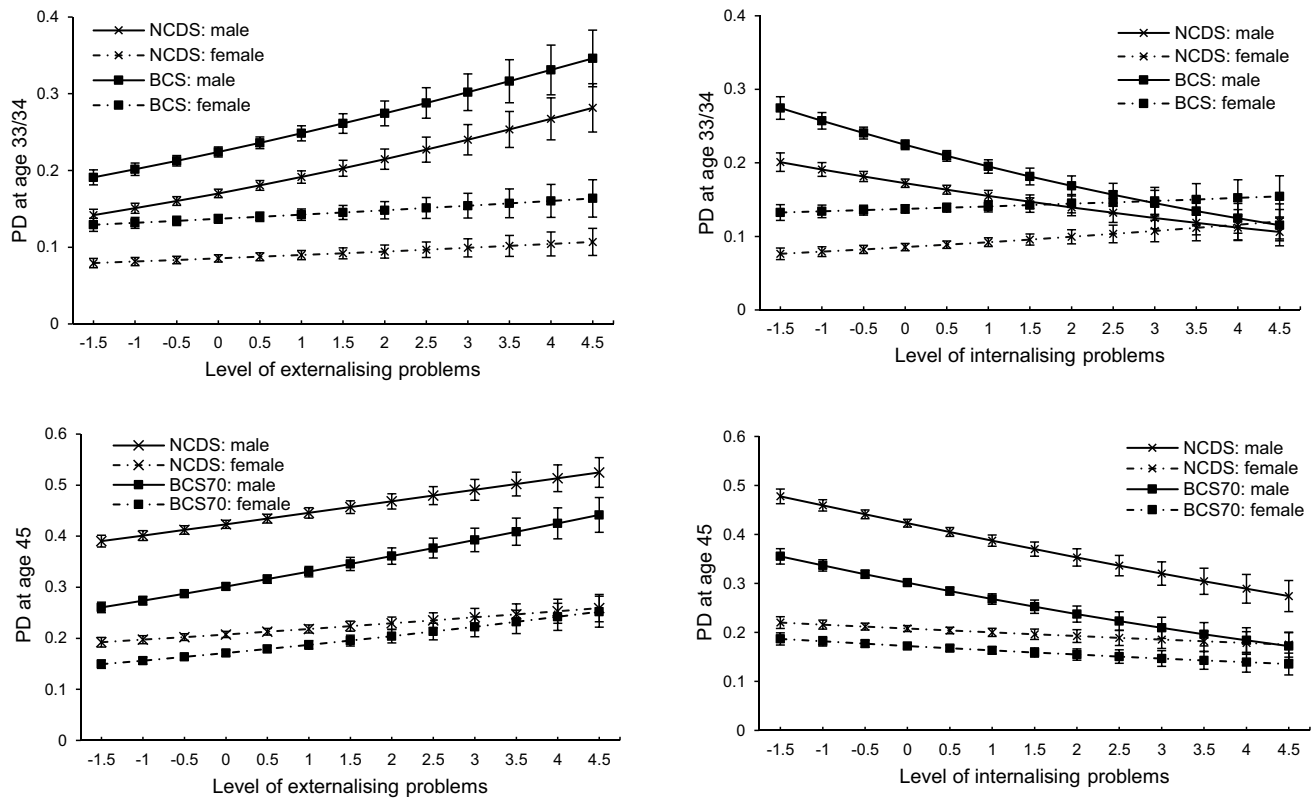 0.4
0.3
0.2
0.1
0
PD at age 33/34
NCDS: male
NCDS: female
BCS: male
BCS: female
-1.5 -1 -0.5 0 0.5 1 1.5 2 2.5 3 3.5 4 4.5
Level of externalising problems
0.4
0.3
0.2
0.1
0
PD at age 33/34
NCDS: male
NCDS: female
BCS: male
BCS: female
-1.5 -1 -0.5 0 0.5 1 1.5 2 2.5 3 3.5 4 4.5
Level of internalising problems
0.6
0.5
0.4
0.3
0.2
0.1
0
PD at age 45
NCDS: male
NCDS: female
BCS70: male
BCS70: female
-1.5 -1 -0.5 0 0.5 1 1.5 2 2.5 3 3.5 4 4.5
Level of externalising problems
0.6
0.5
0.4
0.3
0.2
0.1
0
PD at age 45
NCDS: male
NCDS: female
BCS70: male
BCS70: female
-1.5 -1 -0.5 0 0.5 1 1.5 2 2.5 3 3.5 4 4.5
Level of internalising problems